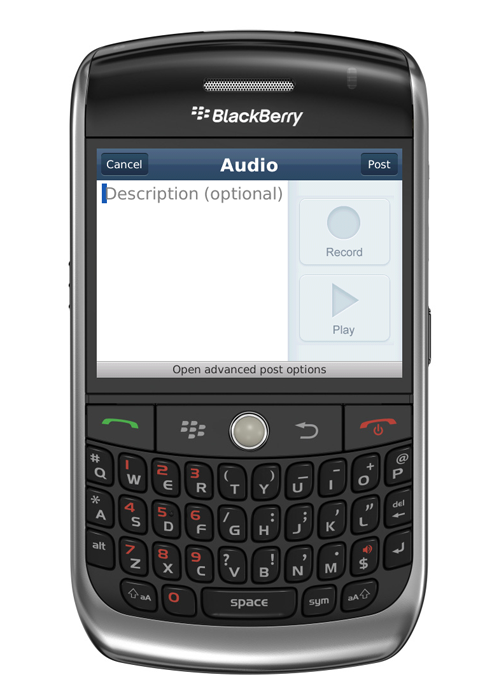 BlackBerry
Cancel Audio Post
Description (optional)
Record
Play
Open advanced post options
# Q 1 W 2 E 3 R ( T ) Y _ U - I + O @ P
* A 4 S 5 D 6 F / G : H ; J ' K " L del
alt 7 Z 8 X 9 C ? V ! B , N . M $
aA 0 space sym aA